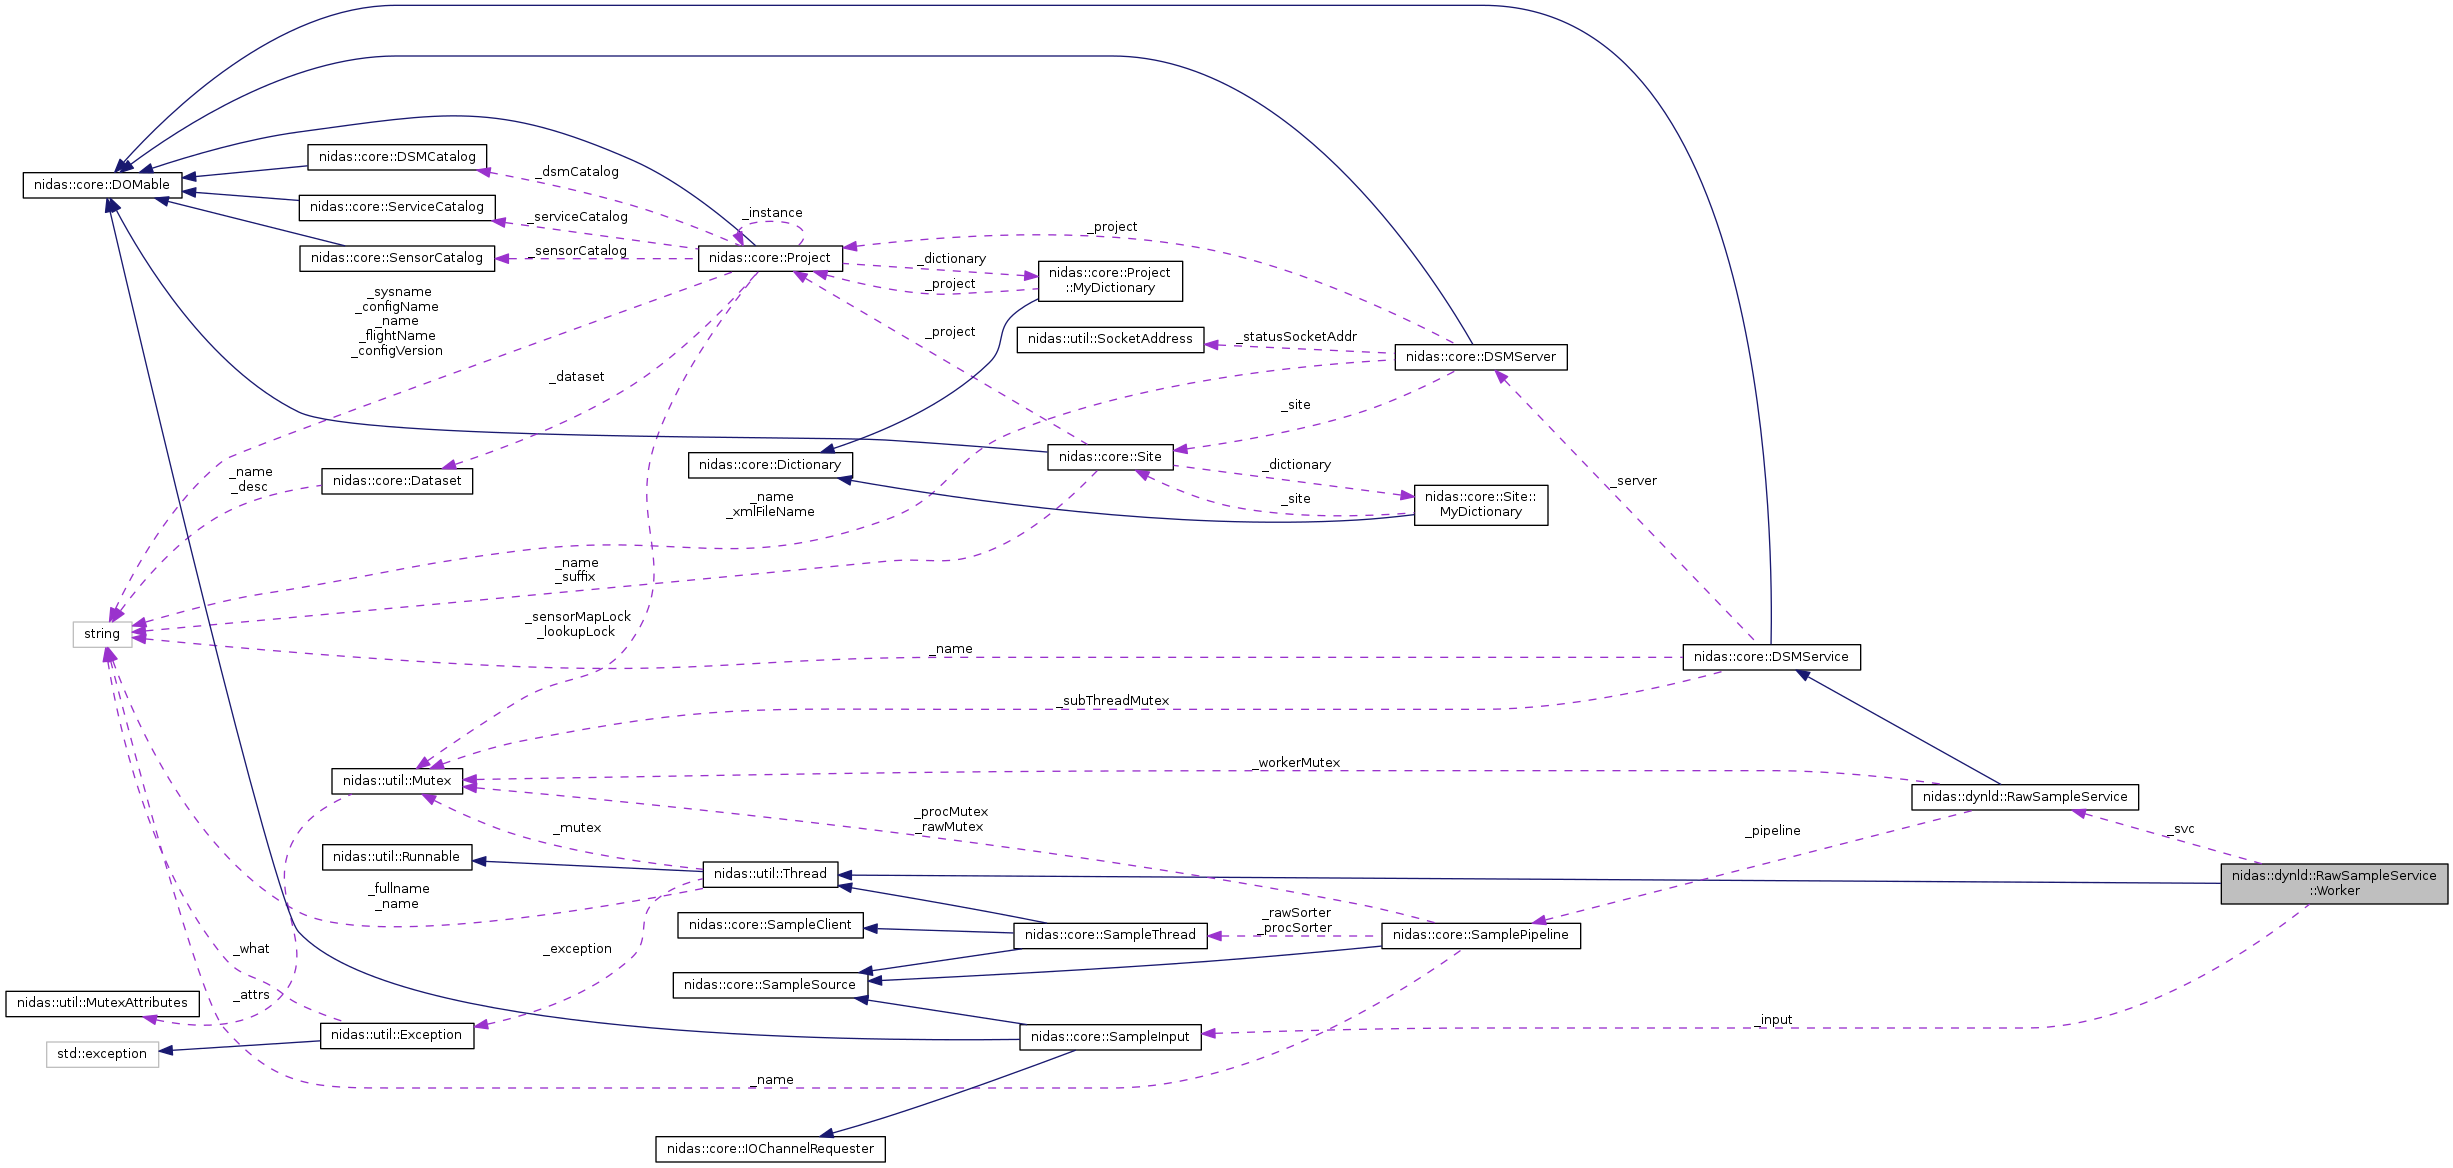 nidas::core::DOMable
nidas::core::DSMCatalog
nidas::core::ServiceCatalog
nidas::core::SensorCatalog
_dsmCatalog
_serviceCatalog
_sensorCatalog
_instance
nidas::core::Project
_dictionary
_project
nidas::core::Project
::MyDictionary
_project
_sysname
_configName
_name
_flightName
_configVersion
_project
nidas::util::SocketAddress
_statusSocketAddr
nidas::core::DSMServer
_dataset
_site
nidas::core::Dictionary
nidas::core::Site
_dictionary
_site
nidas::core::Site::
MyDictionary
_server
_name
_desc
nidas::core::Dataset
_name
_xmlFileName
_name
_suffix
_sensorMapLock
_lookupLock
string
_name
nidas::core::DSMService
_subThreadMutex
nidas::util::Mutex
_workerMutex
nidas::dynld::RawSampleService
_procMutex
_rawMutex
_mutex
_pipeline
_svc
nidas::util::Runnable
nidas::util::Thread
nidas::dynld::RawSampleService
::Worker
_fullname
_name
nidas::core::SampleClient
nidas::core::SampleThread
_rawSorter
_procSorter
nidas::core::SamplePipeline
_what
_exception
nidas::core::SampleSource
_attrs
nidas::util::MutexAttributes
nidas::util::Exception
std::exception
nidas::core::SampleInput
_input
_name
nidas::core::IOChannelRequester